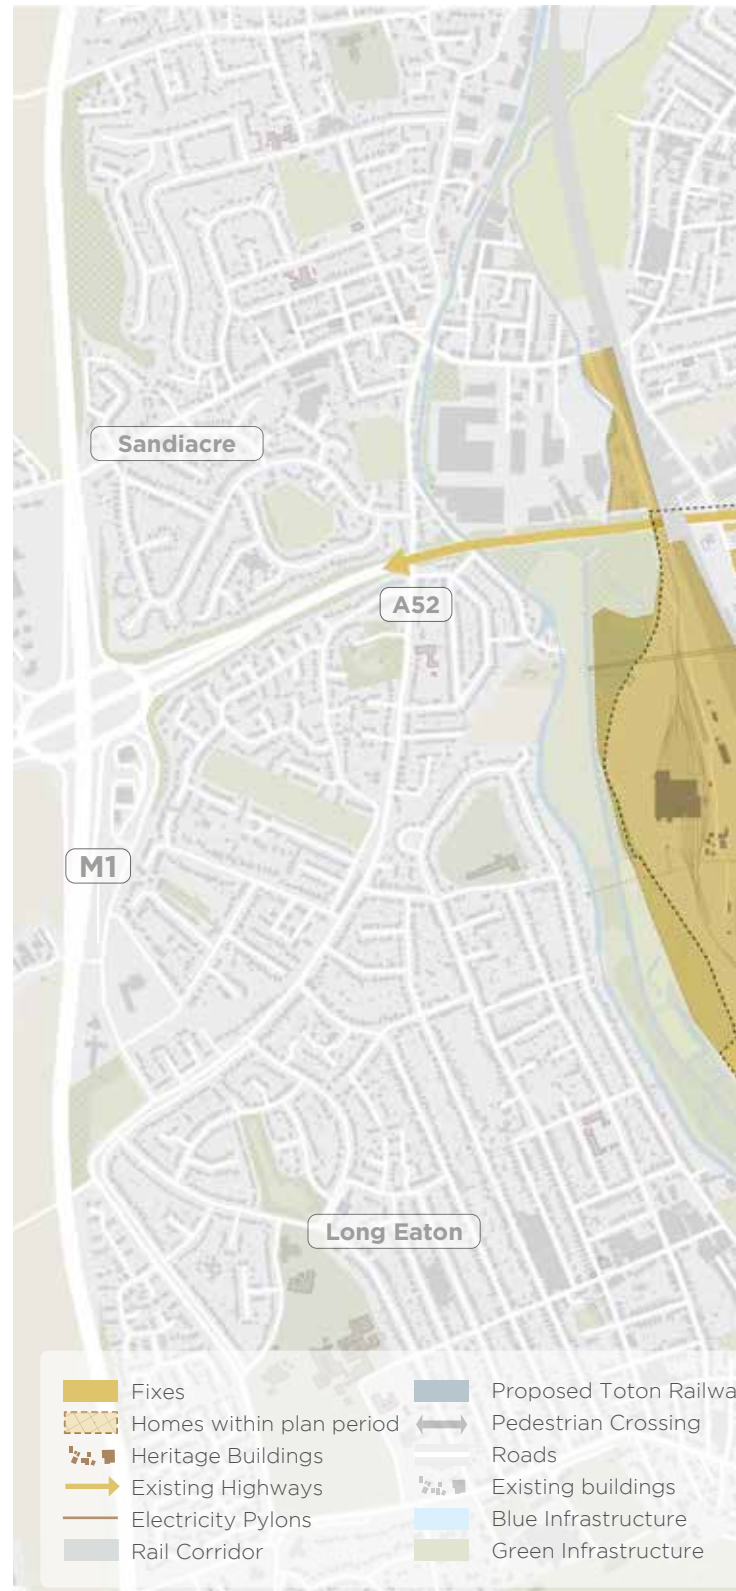 Sandiacre
A52
M1
Long Eaton
Fixes
Homes within plan period
Heritage Buildings
Existing Highways
Electricity Pylons
Rail Corridor
Proposed Toton Railwa
Pedestrian Crossing
Roads
Existing buildings
Blue Infrastructure
Green Infrastructure